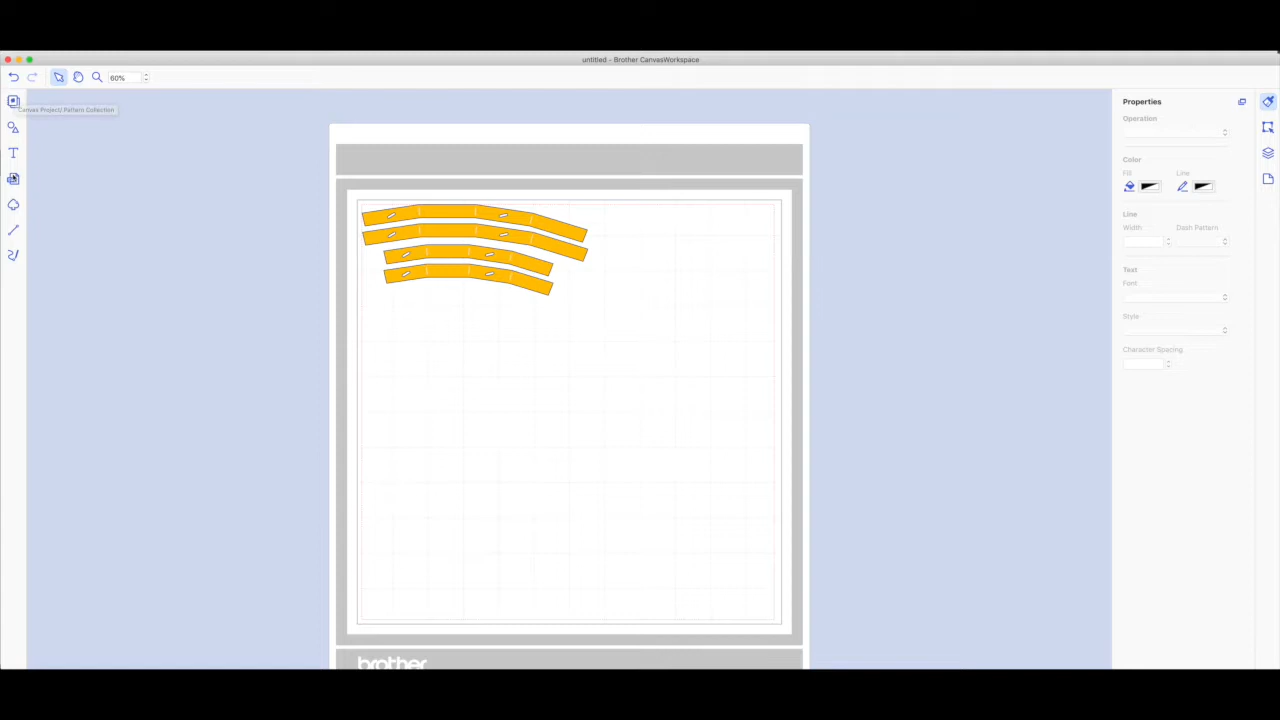 untitled - Brother CanvasWorkspace
60%
Canvas Project/ Pattern Collection
Properties
Operation
Color
Fill
Line
Line
Width
Dash Pattern
Text
Font
Style
Character Spacing
brother